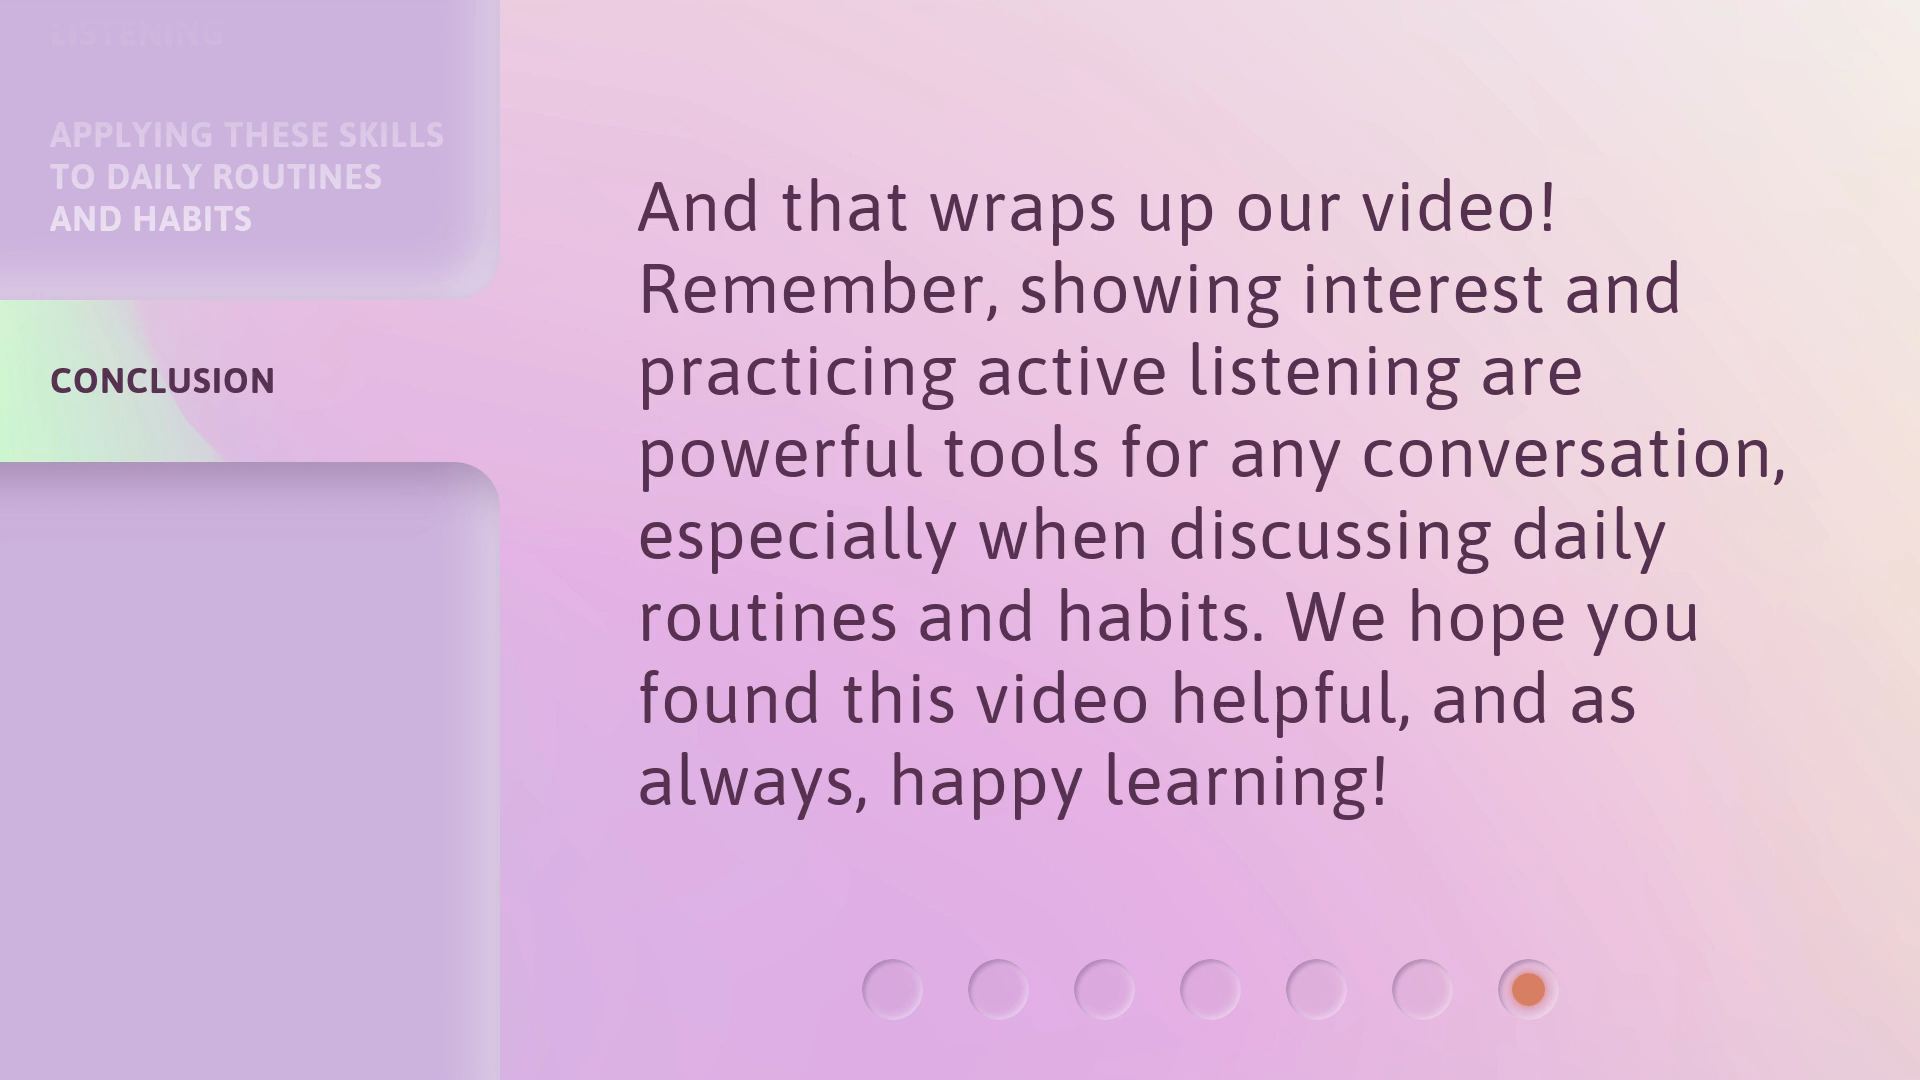 LISTENING
APPLYING THESE SKILLS
TO DAILY ROUTINES
AND HABITS
CONCLUSION
And that wraps up our video!
Remember, showing interest and
practicing active listening are
powerful tools for any conversation,
especially when discussing daily
routines and habits. We hope you
found this video helpful, and as
always, happy learning!